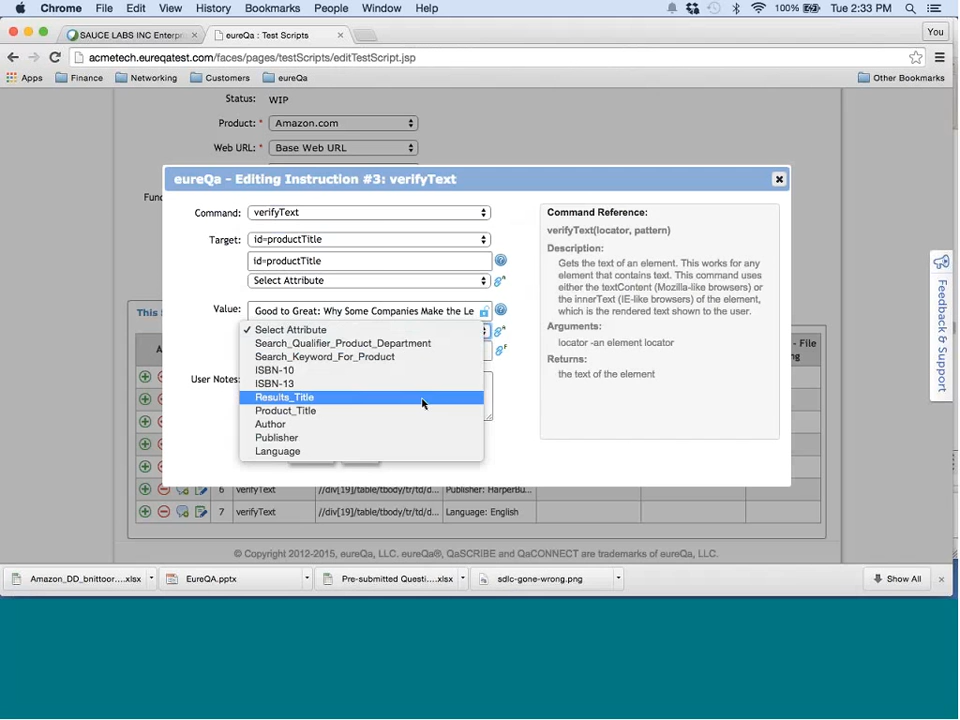 Chrome File Edit View History Bookmarks People Window Help 100% Tue 2:33 PM
SAUCE LABS INC Enterpr
eureQa : Test Scripts
You
acmetech.eureqatest.com/faces/pages/testScripts/editTestScript.jsp
Apps Finance Networking Customers eureQa Other Bookmarks
Status: WIP
Product: * Amazon.com
Web URL: * Base Web URL
eureQa - Editing Instruction #3: verifyText
Func
Command: verifyText
Target: id=productTitle
id=productTitle
Select Attribute
Value: Good to Great: Why Some Companies Make the Le
✓ Select Attribute
Search_Qualifier_Product_Department
Search_Keyword_For_Product
ISBN-10
ISBN-13
Results_Title
Product_Title
Author
Publisher
Language
User Notes:
Command Reference:
verifyText(locator, pattern)
Description:
Gets the text of an element. This works for any
element that contains text. This command uses
either the textContent (Mozilla-like browsers) or
the innerText (IE-like browsers) of the element,
which is the rendered text shown to the user.
Arguments:
locator -an element locator
Returns:
the text of the element
Feedback & Support
This
A
- File
ng
6 verifyText //div[19]/table/tbody/tr/td/d... Publisher: HarperBu...
7 verifyText //div[19]/table/tbody/tr/td/d... Language: English
© Copyright 2012-2015, eureQa, LLC. eureQa®, QaSCRIBE and QaCONNECT are trademarks of eureQa, LLC.
Amazon_DD_bnittoor....xlsx
EureQA.pptx
Pre-submitted Questi....xlsx
sdlc-gone-wrong.png
Show All